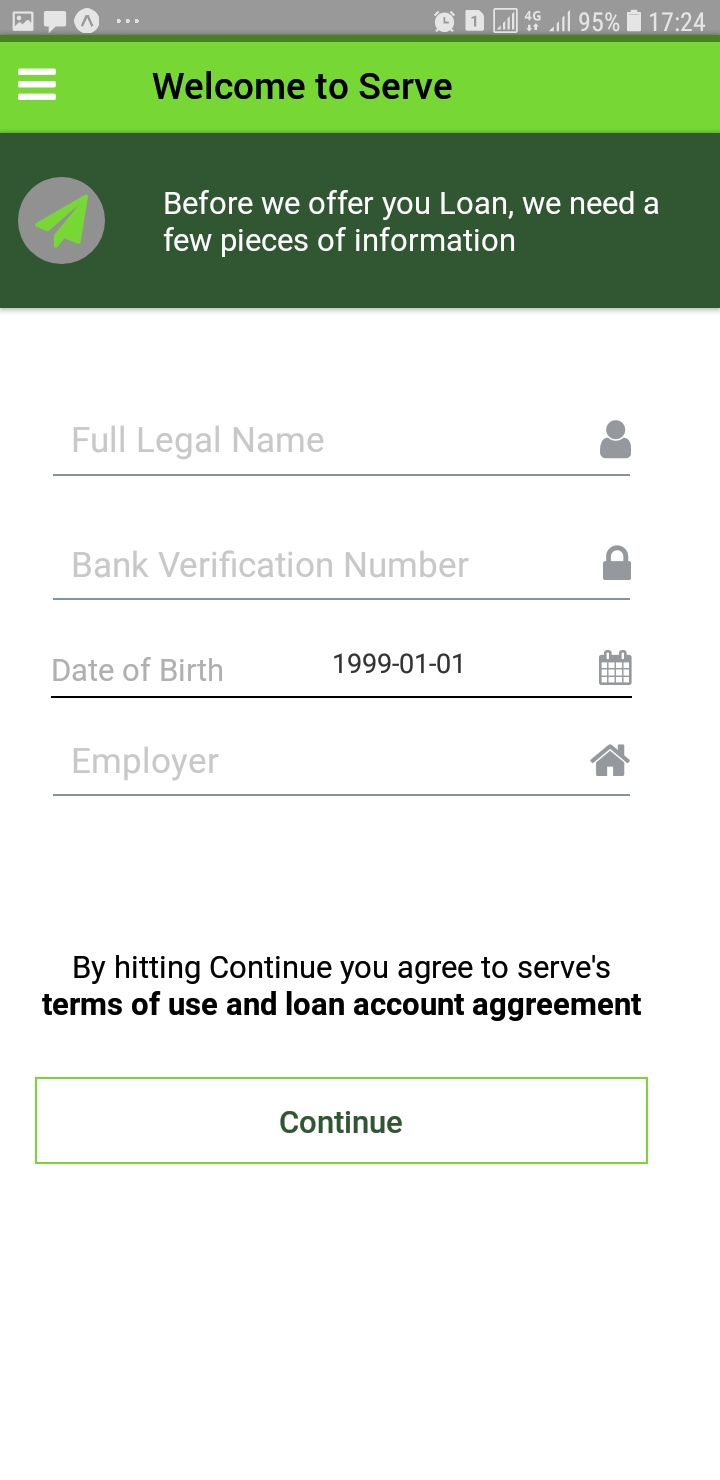 1 4G 95% 17:24
Welcome to Serve
Before we offer you Loan, we need a
few pieces of information
Full Legal Name
Bank Verification Number
Date of Birth 1999-01-01
Employer
By hitting Continue you agree to serve's
terms of use and loan account aggreement
Continue